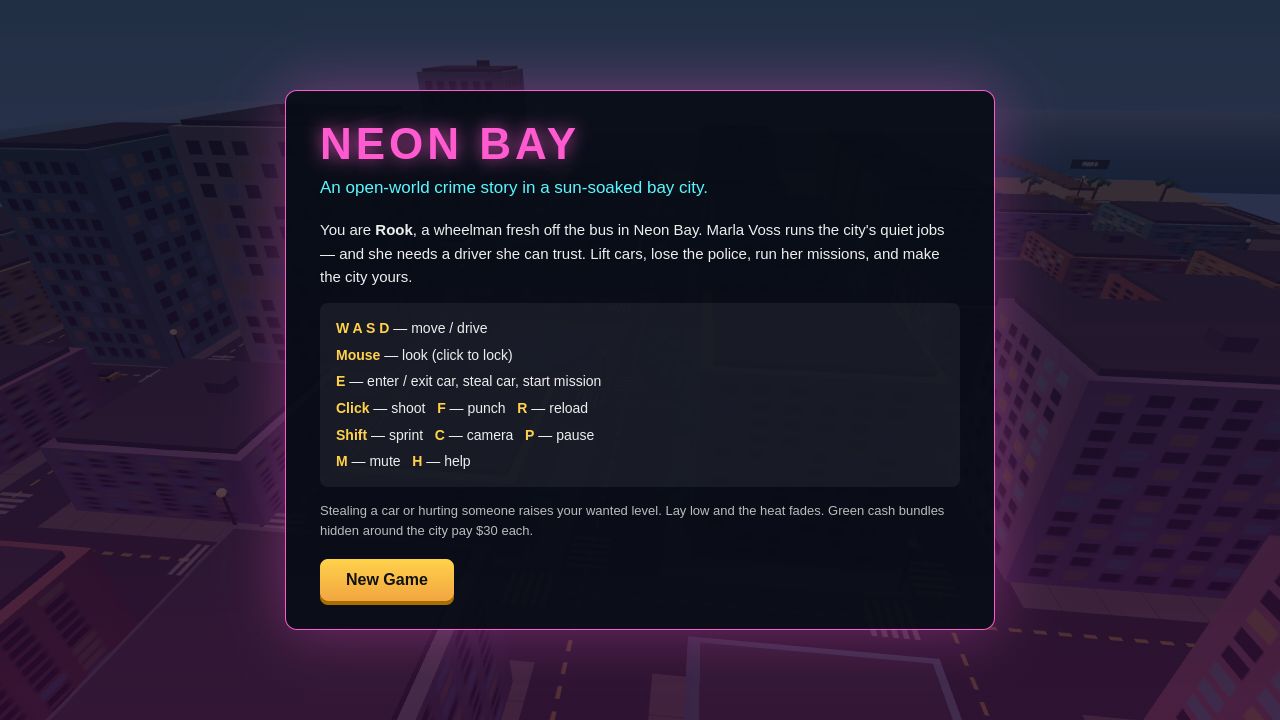 NEON BAY
An open-world crime story in a sun-soaked bay city.
You are Rook, a wheelman fresh off the bus in Neon Bay. Marla Voss runs the city's quiet jobs
— and she needs a driver she can trust. Lift cars, lose the police, run her missions, and make
the city yours.
W A S D — move / drive
Mouse — look (click to lock)
E — enter / exit car, steal car, start mission
Click — shoot F — punch R — reload
Shift — sprint C — camera P — pause
M — mute H — help
Stealing a car or hurting someone raises your wanted level. Lay low and the heat fades. Green cash bundles
hidden around the city pay $30 each.
New Game